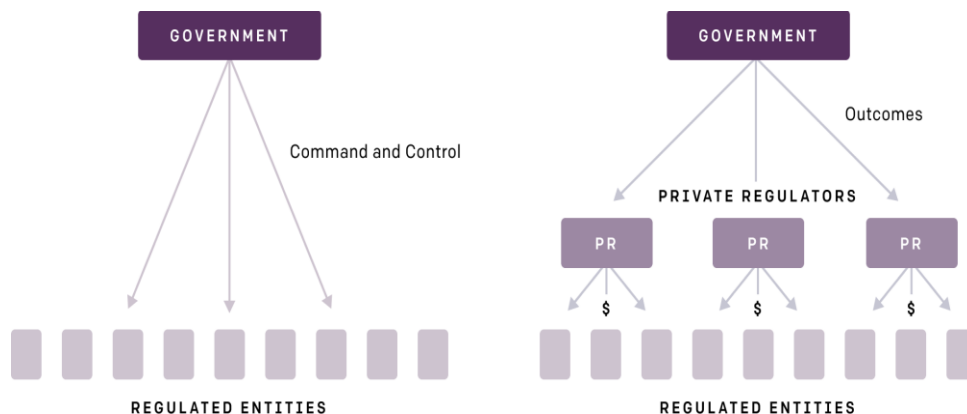 GOVERNMENT
Command and Control
REGULATED ENTITIES
GOVERNMENT
Outcomes
PRIVATE REGULATORS
PR
PR
PR
$
$
$
REGULATED ENTITIES